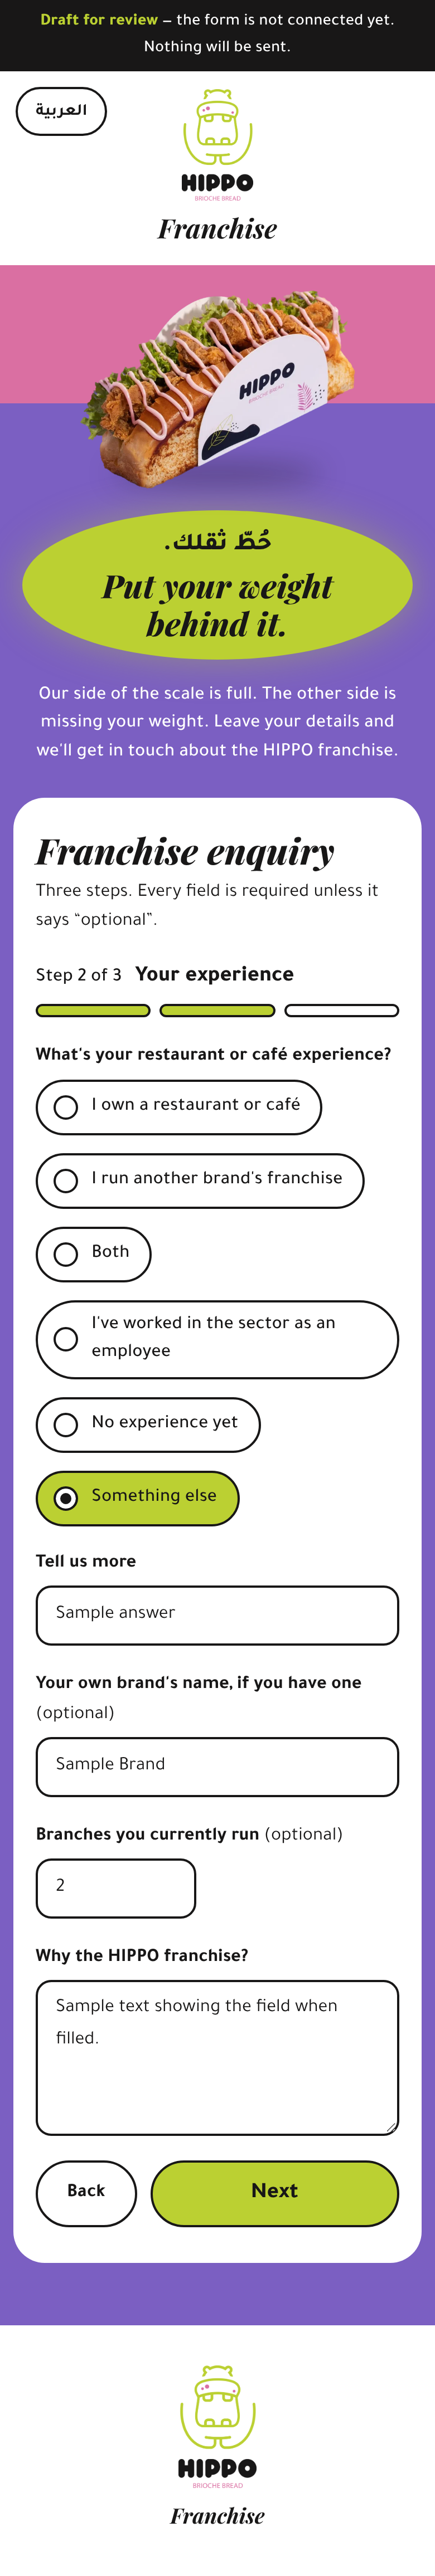 Draft for review – the form is not connected yet.
Nothing will be sent.
العربية
HIPPO
BRIOCHE BREAD
Franchise
HIPPO
BRIOCHE BREAD
حُطّ ثقلك.
Put your weight
behind it.
Our side of the scale is full. The other side is
missing your weight. Leave your details and
we'll get in touch about the HIPPO franchise.
Franchise enquiry
Three steps. Every field is required unless it
says “optional”.
Step 2 of 3 Your experience
What's your restaurant or café experience?
I own a restaurant or café
I run another brand's franchise
Both
I've worked in the sector as an
employee
No experience yet
Something else
Tell us more
Sample answer
Your own brand's name, if you have one
(optional)
Sample Brand
Branches you currently run (optional)
2
Why the HIPPO franchise?
Sample text showing the field when
filled.
Back
Next
HIPPO
BRIOCHE BREAD
Franchise